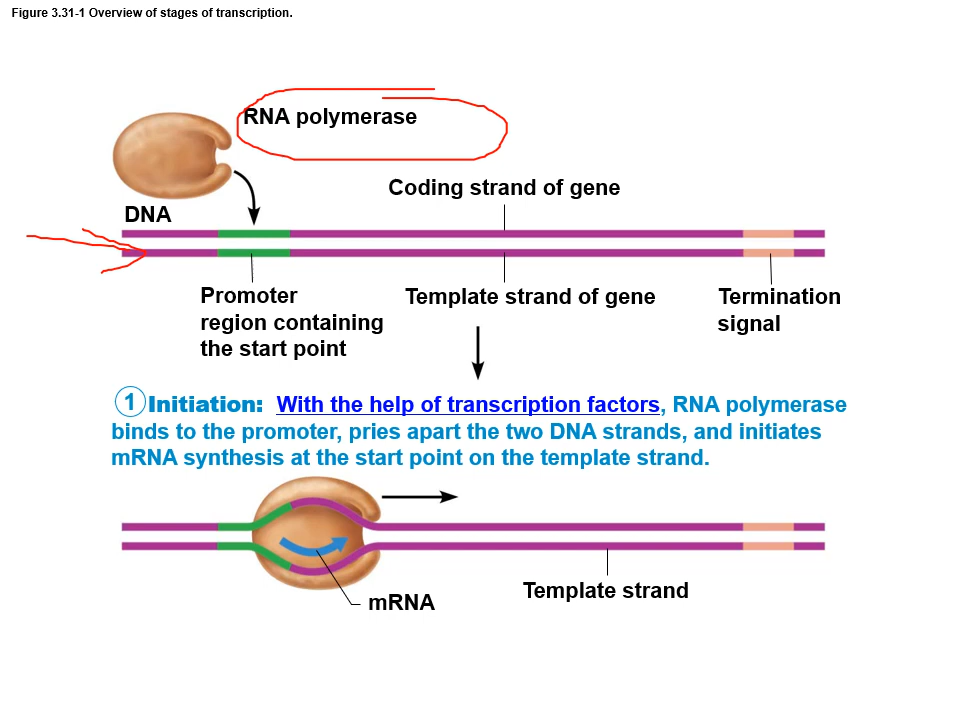 Figure 3.31-1 Overview of stages of transcription.
RNA polymerase
Coding strand of gene
DNA
Promoter
region containing
the start point
Template strand of gene
Termination
signal
1 Initiation: With the help of transcription factors, RNA polymerase
binds to the promoter, pries apart the two DNA strands, and initiates
mRNA synthesis at the start point on the template strand.
Template strand
mRNA